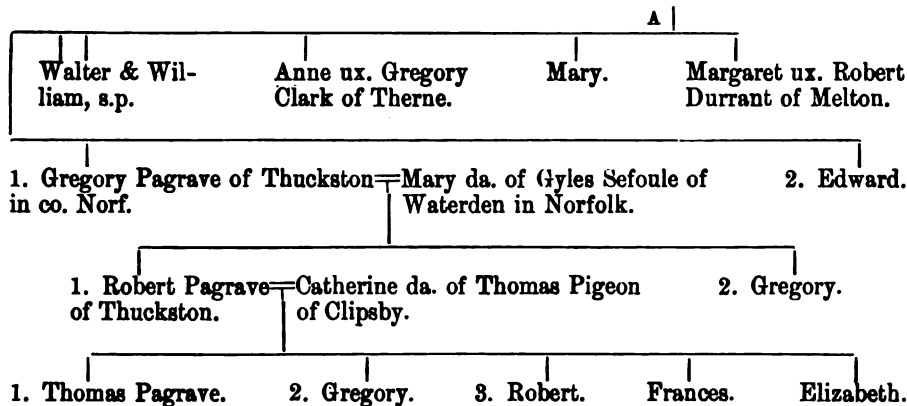 A
Walter & Wil-
liam, s.p.
Anne ux. Gregory
Clark of Therne.
Mary.
Margaret ux. Robert
Durrant of Melton.
1. Gregory Pagrave of Thuckston
in co. Norf.
Mary da. of Gyles Sefoule of
Waterden in Norfolk.
2. Edward.
1. Robert Pagrave
of Thuckston.
Catherine da. of Thomas Pigeon
of Clipsby.
2. Gregory.
1. Thomas Pagrave.
2. Gregory.
3. Robert.
Frances.
Elizabeth.